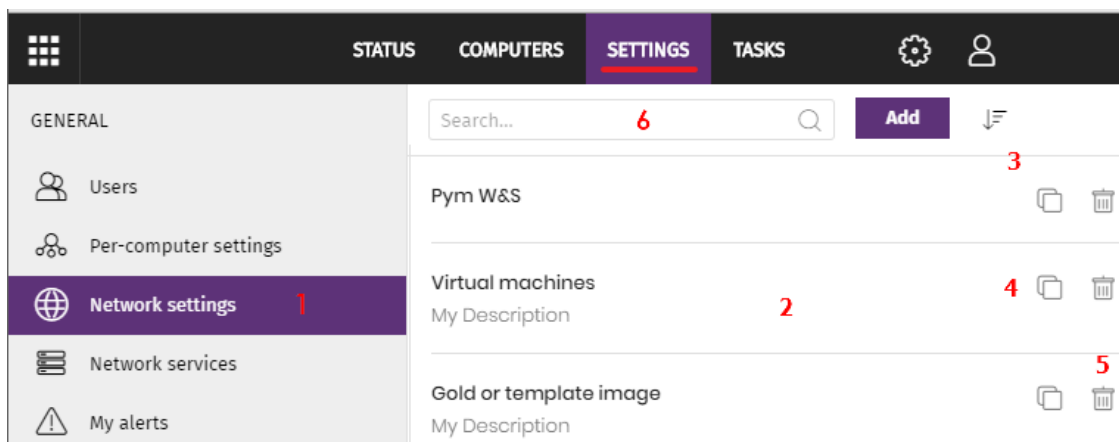 STATUS COMPUTERS SETTINGS TASKS
GENERAL
Search... 6 Add
3
Users
Pym W&S
Per-computer settings
Network settings 1
Virtual machines
My Description
2
4
Network services
5
My alerts
Gold or template image
My Description